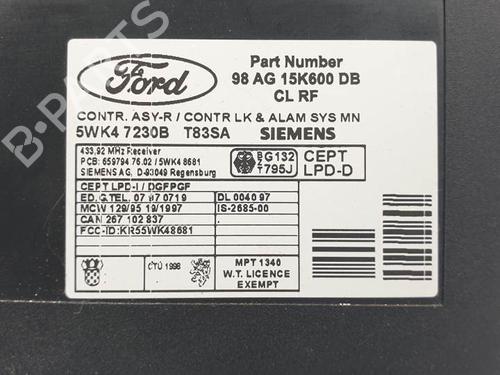 Ford
Part Number
98 AG 15K600 DB
CL RF
CONTR. ASY-R / CONTR LK & ALAM SYS MN
5WK4 7230B T83SA SIEMENS
433,92 MHz Receiver
PCB: 659794 76.02 / 5WK4 8681
SIEMENS AG, D-93049 Regensburg
BG132
ZT795J
CEPT
LPD-D
CEPT LPD-I / DGFPGF
ED.G.TEL. 07 97 0719 DL 0040 97
MCW 129/95 19/1997 IS-2685-00
CAN 267 102 837
FCC-ID:KR55WK48681
ČTÚ 1998
MPT 1340
W.T. LICENCE
EXEMPT
B-PARTS